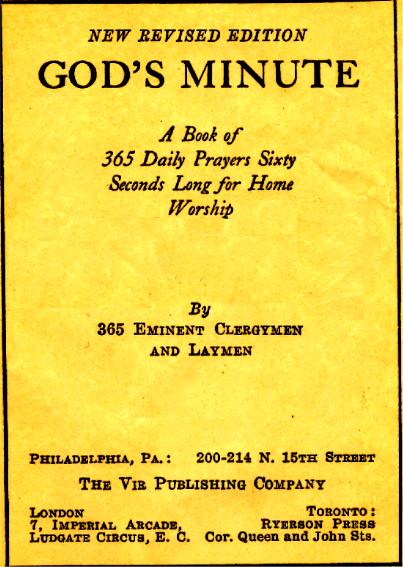 NEW REVISED EDITION
GOD'S MINUTE
A Book of
365 Daily Prayers Sixty
Seconds Long for Home
Worship
By
365 EMINENT CLERGYMEN
AND LAYMEN
PHILADELPHIA, PA.: 200-214 N. 15TH STREET
THE VIR PUBLISHING COMPANY
LONDON TORONTO:
7, IMPERIAL ARCADE, RYERSON PRESS
LUDGATE CIRCUS, E. C. Cor. Queen and John Sts.